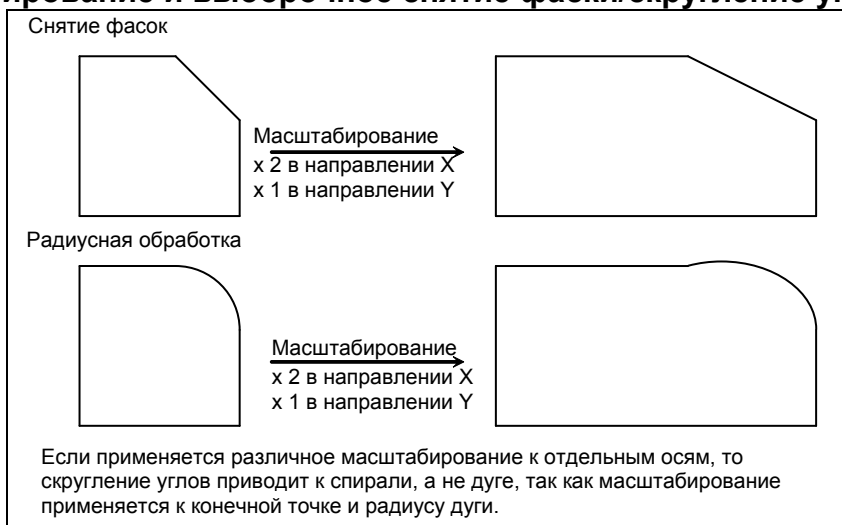 Снятие фасок
Масштабирование
x 2 в направлении X
x 1 в направлении Y
Радиусная обработка
Масштабирование
x 2 в направлении X
x 1 в направлении Y
Если применяется различное масштабирование к отдельным осям, то
скругление углов приводит к спирали, а не дуге, так как масштабирование
применяется к конечной точке и радиусу дуги.